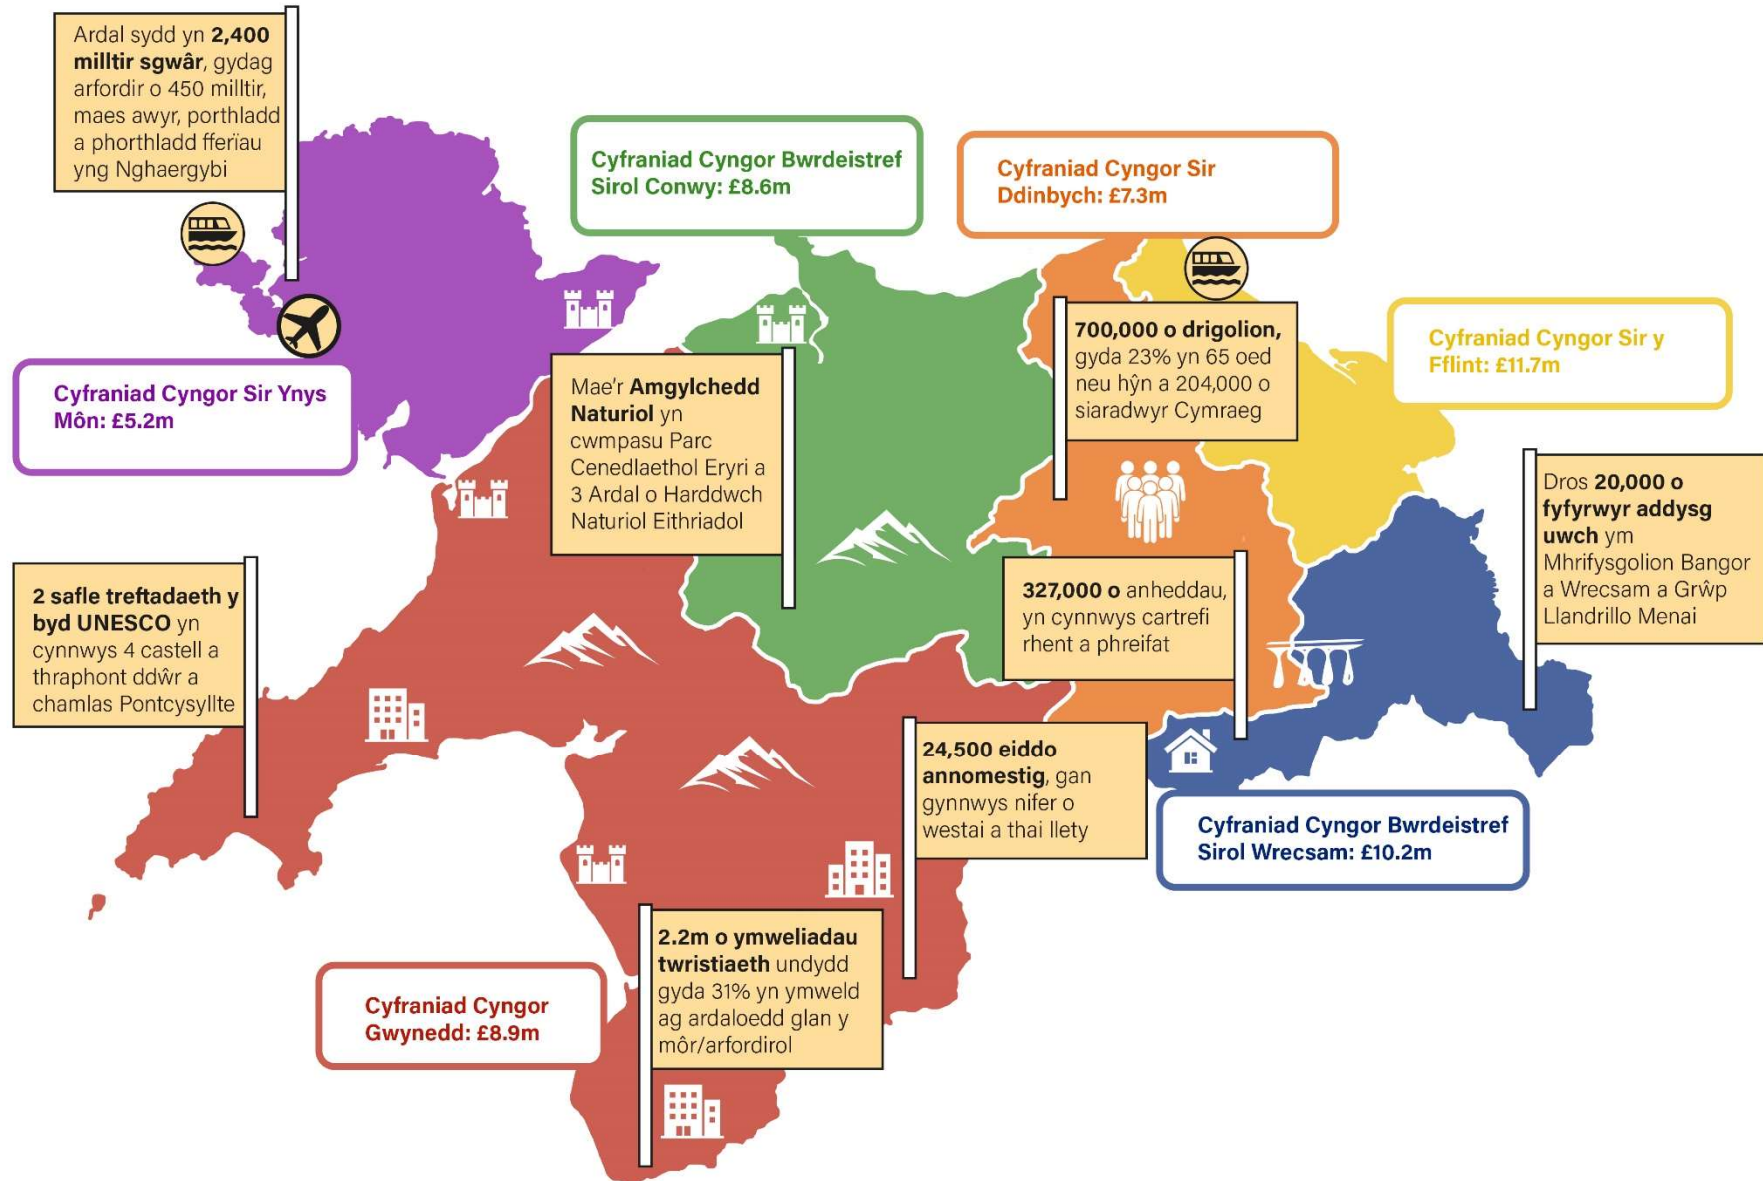 Ardal sydd yn 2,400
milltir sgwâr, gydag
arfordir o 450 milltir,
maes awyr, porthladd
a phorthladd fferïau
yng Nghaergybi
Cyfraniad Cyngor Bwrdeistref
Sirol Conwy: £8.6m
Cyfraniad Cyngor Sir
Ddinbych: £7.3m
Cyfraniad Cyngor Sir y
Fflint: £11.7m
Cyfraniad Cyngor Sir Ynys
Môn: £5.2m
Mae'r Amgylchedd
Naturiol yn
cwmpasu Parc
Cenedlaethol Eryri a
3 Ardal o Harddwch
Naturiol Eithriadol
700,000 o drigolion,
gyda 23% yn 65 oed
neu hŷn a 204,000 o
siaradwyr Cymraeg
Dros 20,000 o
fyfyrwyr addysg
uwch ym
Mhrifysgolion Bangor
a Wrecsam a Grŵp
Llandrillo Menai
2 safle treftadaeth y
byd UNESCO yn
cynnwys 4 castell a
thraphont ddŵr a
chamlas Pontcysyllte
327,000 o anheddau,
yn cynnwys cartrefi
rhent a phreifat
24,500 eiddo
annomestig, gan
gynnwys nifer o
westai a thai llety
Cyfraniad Cyngor Bwrdeistref
Sirol Wrecsam: £10.2m
2.2m o ymweliadau
twristiaeth undydd
gyda 31% yn ymweld
ag ardaloedd glan y
môr/arfordirol
Cyfraniad Cyngor
Gwynedd: £8.9m